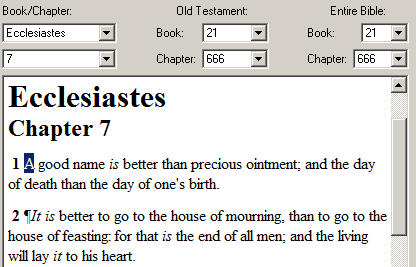 Book/Chapter: Old Testament: Entire Bible:
Ecclesiastes Book: 21 Book: 21
7 Chapter: 666 Chapter: 666
Ecclesiastes
Chapter 7
1 A good name is better than precious ointment; and the day
of death than the day of one's birth.
2 ¶It is better to go to the house of mourning, than to go to the
house of feasting: for that is the end of all men; and the living
will lay it to his heart.